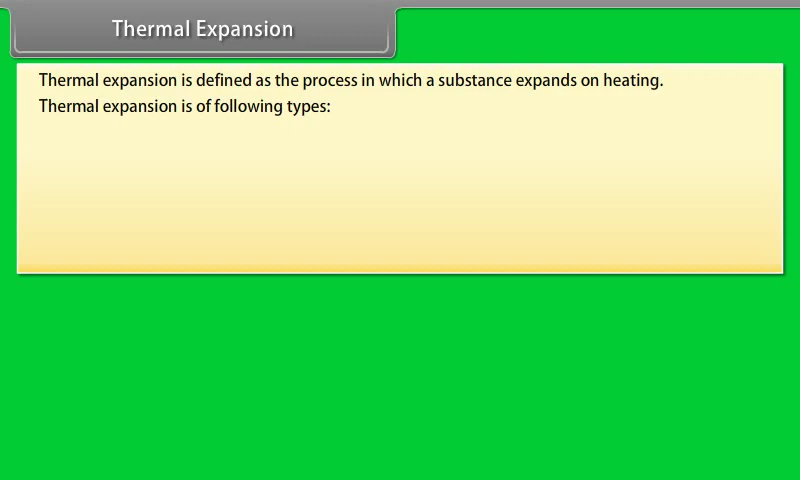 Thermal Expansion
Thermal expansion is defined as the process in which a substance expands on heating.
Thermal expansion is of following types: